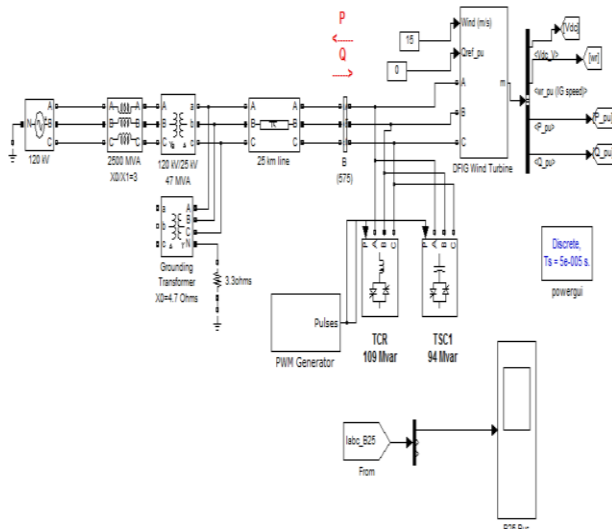 P
Q
15
0
Wind (m/s)
Qref_pu
A
B
C
m
DFIG Wind Turbine
[Vdc]
<Vdc_V>
[wr]
<wr_pu (IG speed)>
P_pu]
<P_pu>
Q_pu]
<Q_pu>
N
A
B
C
120 kV
A A
B B
C C
2500 MVA
X0/X1=3
A a
B b
C c
120 kV/25 kV
47 MVA
A A
B B
C C
25 km line
B
(575)
a A
b B
c C
N
Grounding
Transformer
X0=4.7 Ohms
3.3ohms
Pulses
PWM Generator
P A B C
TCR
109 Mvar
P A B C
TSC1
94 Mvar
Discrete,
Ts = 5e-005 s.
powergui
Iabc_B25
From
B25 Bus